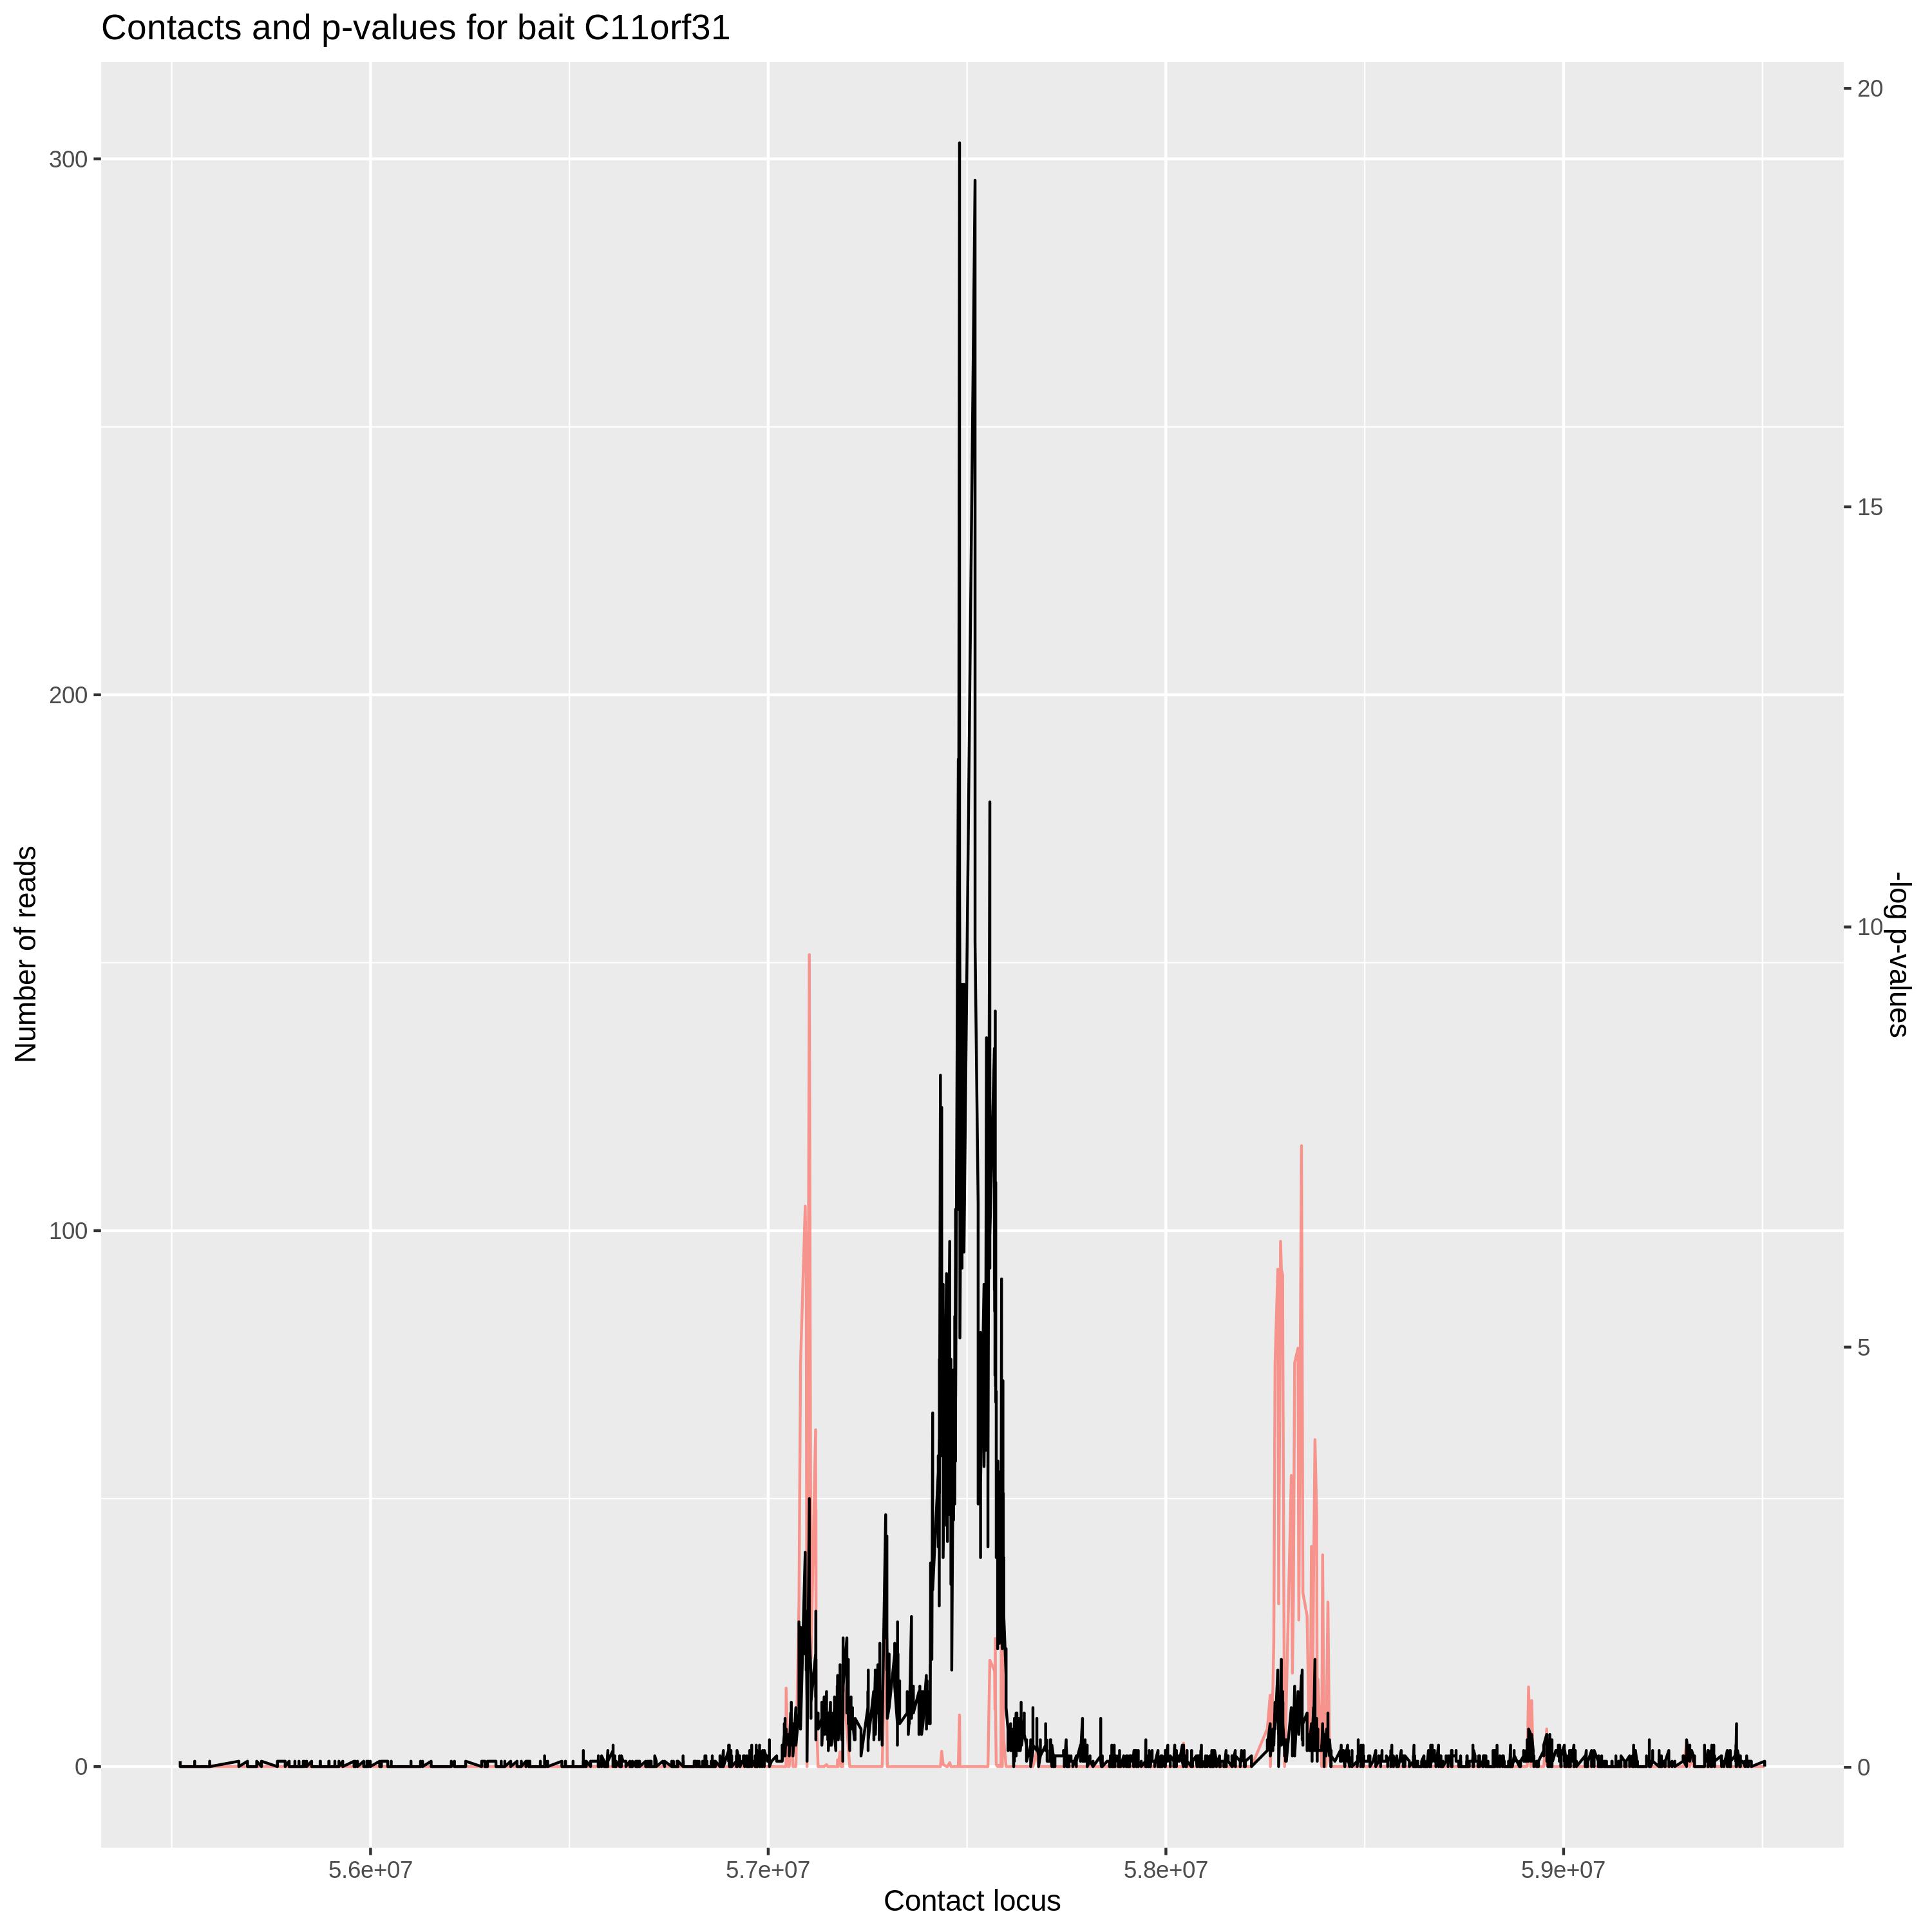 Contacts and p-values for bait C11orf31
300
200
100
0
Number of reads
20
15
10
5
0
-log p-values
5.6e+07
5.7e+07
5.8e+07
5.9e+07
Contact locus